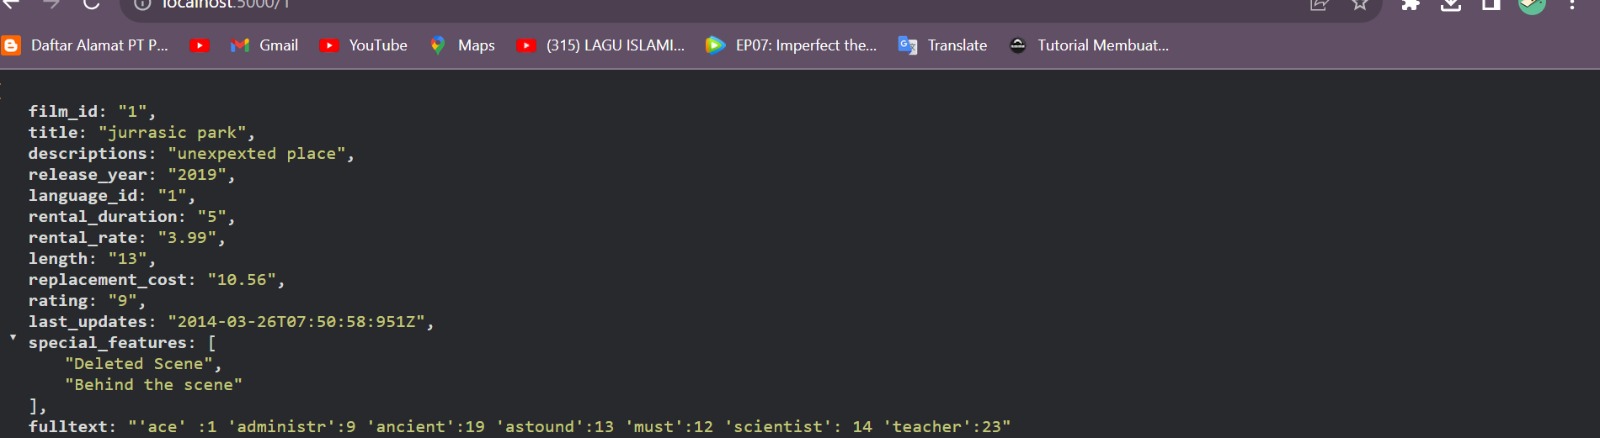 localhost:5000/1
Daftar Alamat PT P... Gmail YouTube Maps (315) LAGU ISLAMI... EP07: Imperfect the... Translate Tutorial Membuat...
film_id: "1",
title: "jurrasic park",
descriptions: "unexpexted place",
release_year: "2019",
language_id: "1",
rental_duration: "5",
rental_rate: "3.99",
length: "13",
replacement_cost: "10.56",
rating: "9",
last_updates: "2014-03-26T07:50:58:951Z",
special_features: [
"Deleted Scene",
"Behind the scene"
],
fulltext: "'ace' :1 'administr':9 'ancient':19 'astound':13 'must':12 'scientist': 14 'teacher':23"